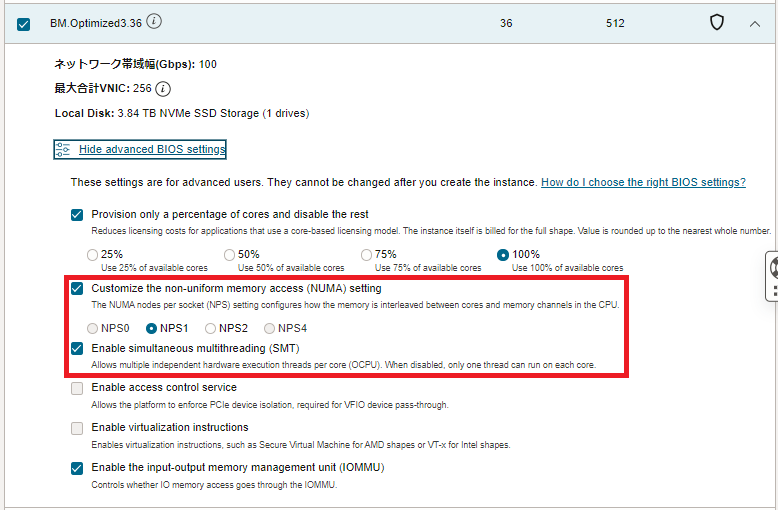 BM.Optimized3.36 i 36 512
ネットワーク帯域幅(Gbps): 100
最大合計VNIC: 256 i
Local Disk: 3.84 TB NVMe SSD Storage (1 drives)
Hide advanced BIOS settings
These settings are for advanced users. They cannot be changed after you create the instance. How do I choose the right BIOS settings?
Provision only a percentage of cores and disable the rest
Reduces licensing costs for applications that use a core-based licensing model. The instance itself is billed for the full shape. Value is rounded up to the nearest whole number.
25% 50% 75% 100%
Use 25% of available cores Use 50% of available cores Use 75% of available cores Use 100% of available cores
Customize the non-uniform memory access (NUMA) setting
The NUMA nodes per socket (NPS) setting configures how the memory is interleaved between cores and memory channels in the CPU.
NPS0 NPS1 NPS2 NPS4
Enable simultaneous multithreading (SMT)
Allows multiple independent hardware execution threads per core (OCPU). When disabled, only one thread can run on each core.
Enable access control service
Allows the platform to enforce PCIe device isolation, required for VFIO device pass-through.
Enable virtualization instructions
Enables virtualization instructions, such as Secure Virtual Machine for AMD shapes or VT-x for Intel shapes.
Enable the input-output memory management unit (IOMMU)
Controls whether IO memory access goes through the IOMMU.